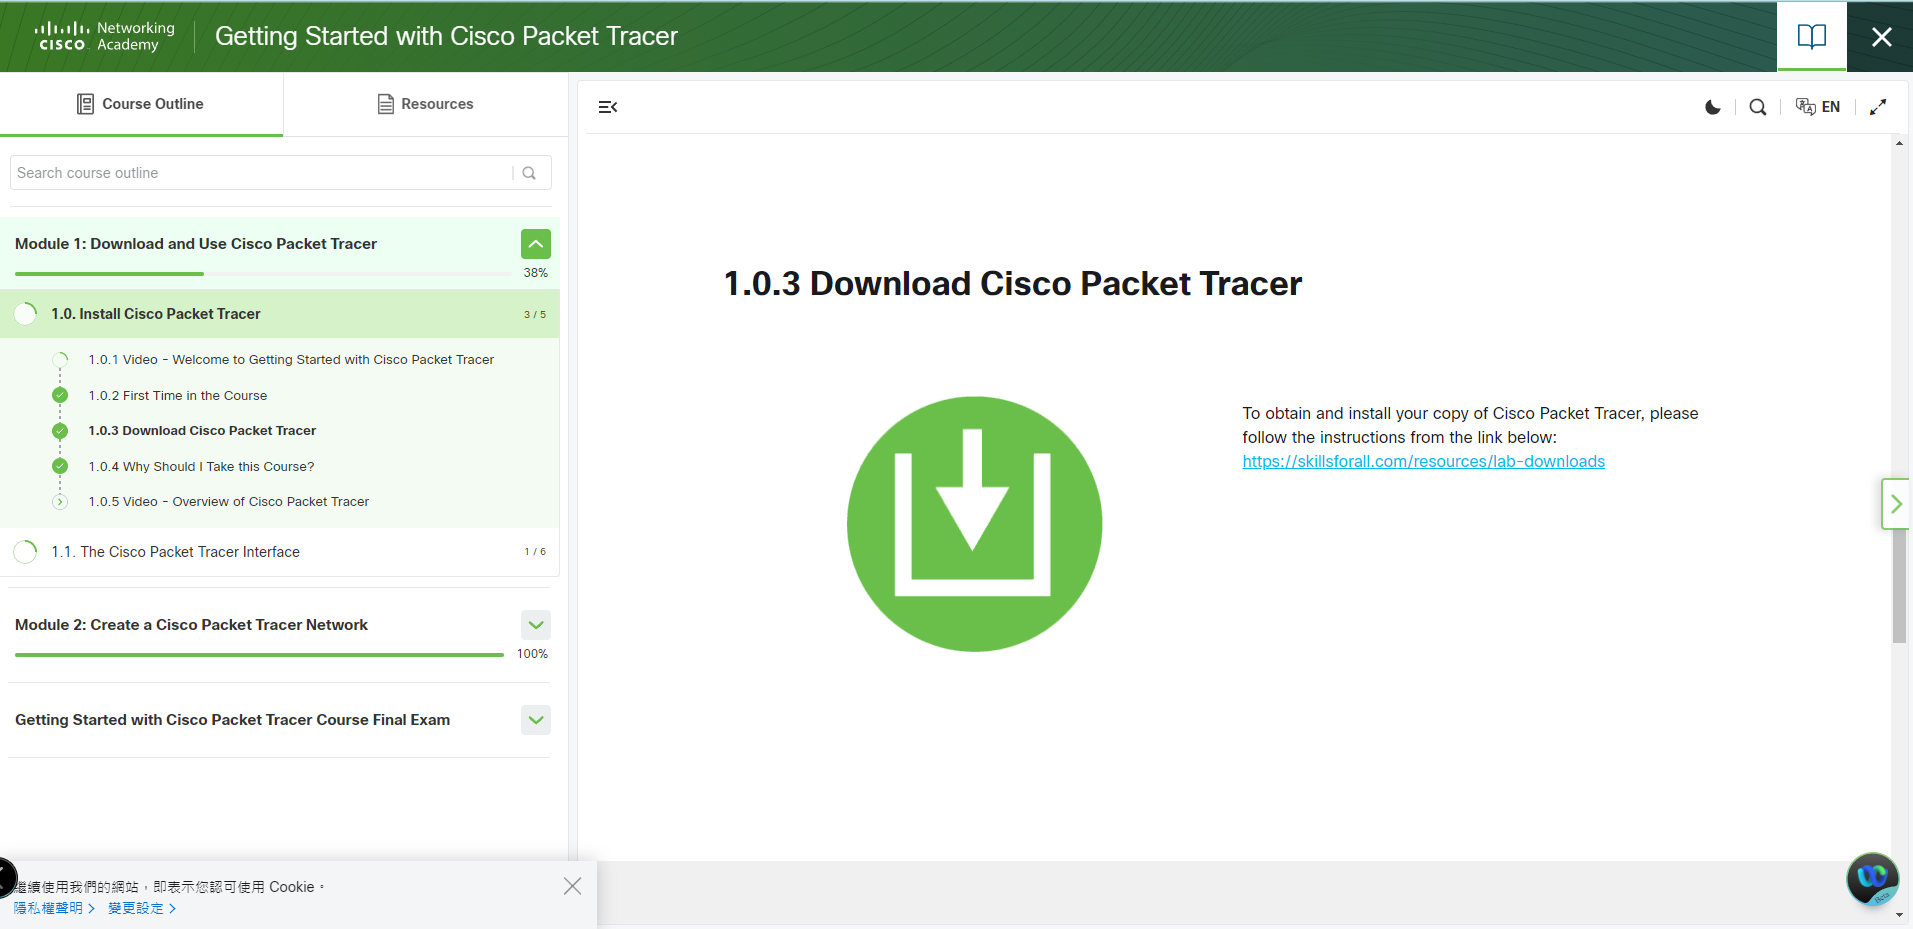 CISCO Networking Academy
Getting Started with Cisco Packet Tracer
Course Outline
Resources
EN
Search course outline
Module 1: Download and Use Cisco Packet Tracer
38%
1.0. Install Cisco Packet Tracer
3 / 5
1.0.1 Video - Welcome to Getting Started with Cisco Packet Tracer
1.0.2 First Time in the Course
1.0.3 Download Cisco Packet Tracer
1.0.4 Why Should I Take this Course?
1.0.5 Video - Overview of Cisco Packet Tracer
1.1. The Cisco Packet Tracer Interface
1 / 6
Module 2: Create a Cisco Packet Tracer Network
100%
Getting Started with Cisco Packet Tracer Course Final Exam
1.0.3 Download Cisco Packet Tracer
To obtain and install your copy of Cisco Packet Tracer, please
follow the instructions from the link below:
https://skillsforall.com/resources/lab-downloads
繼續使用我們的網站，即表示您認可使用 Cookie。
隱私權聲明 變更設定
Beta